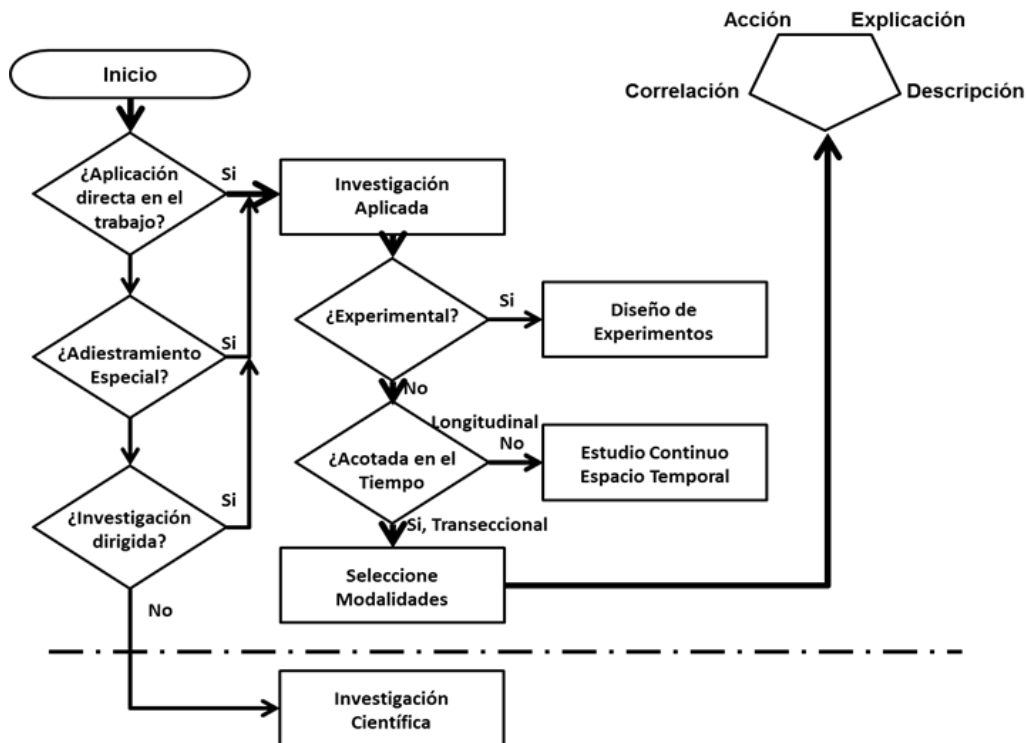 Acción
Explicación
Correlación
Descripción
Inicio
¿Aplicación
directa en el
trabajo?
Si
Investigación
Aplicada
¿Experimental?
Si
Diseño de
Experimentos
¿Adiestramiento
Especial?
Si
No
Longitudinal
No
¿Acotada en el
Tiempo
Estudio Continuo
Espacio Temporal
Si, Transeccional
¿Investigación
dirigida?
Si
Seleccione
Modalidades
No
Investigación
Científica